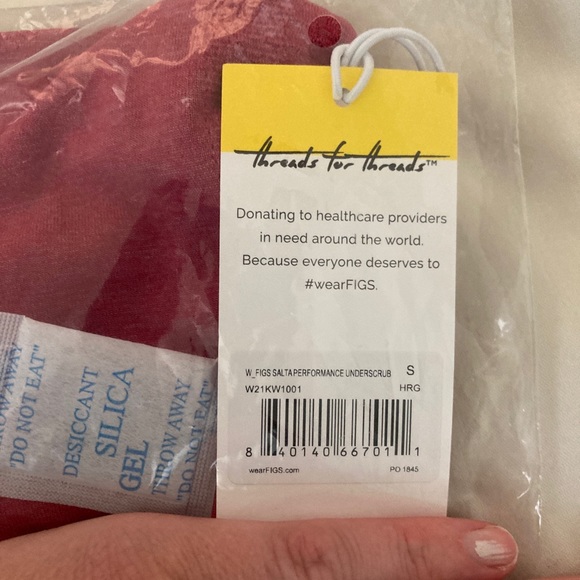 threads for threads™
Donating to healthcare providers
in need around the world.
Because everyone deserves to
#wearFIGS.
W_FIGS SALTA PERFORMANCE UNDERSCRUB S
W21KW1001 HRG
8 40140 66701 1
wearFIGS.com PO 1845
THROW AWAY
"DO NOT EAT"
DESICCANT
SILICA
GEL
THROW AWAY
"DO NOT EAT"